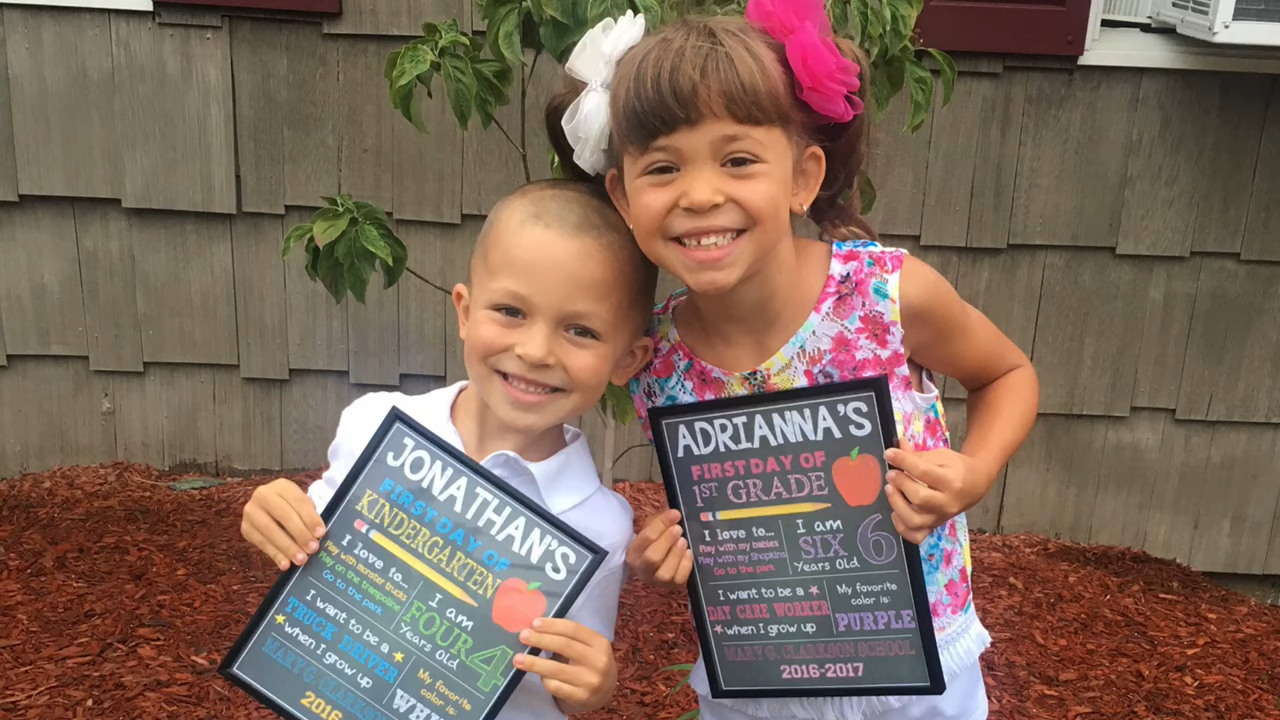 JONATHAN'S
FIRST DAY OF
KINDERGARTEN
I love to...
Play with monster trucks
Play on the trampoline
Go to the park
I am
FOUR 4
Years Old
I want to be a
TRUCK DRIVER
when I grow up
My favorite
color is:
MARY G. CLARKSON
2016
ADRIANNA'S
FIRST DAY OF
1ST GRADE
I love to...
Play with my babies
Play with my Shopkins
Go to the park
I am
SIX 6
Years Old
I want to be a
DAY CARE WORKER
when I grow up
My favorite
color is:
PURPLE
MARY G. CLARKSON SCHOOL
2016-2017